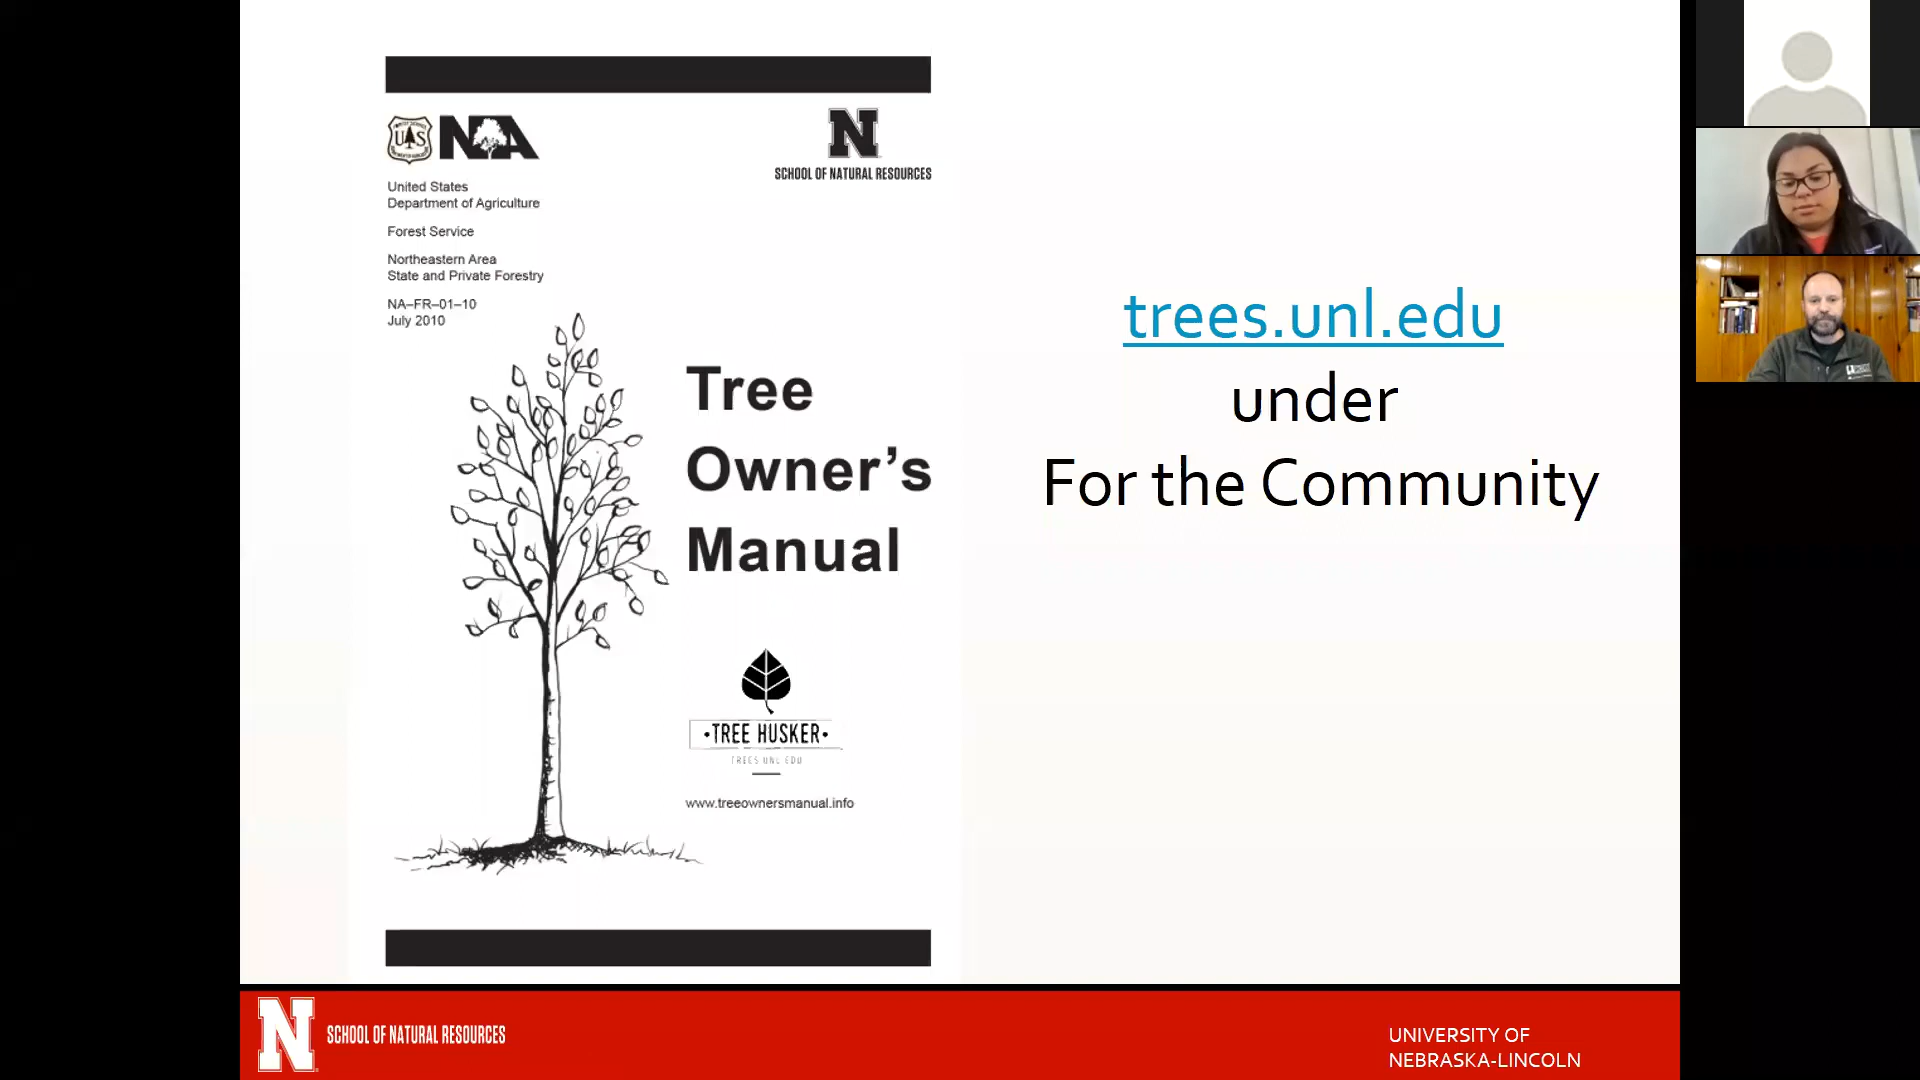 US
NA
N
SCHOOL OF NATURAL RESOURCES
United States
Department of Agriculture
Forest Service
Northeastern Area
State and Private Forestry
NA–FR–01–10
July 2010
Tree
Owner’s
Manual
•TREE HUSKER•
TREES.UNL.EDU
www.treeownersmanual.info
trees.unl.edu
under
For the Community
N
SCHOOL OF NATURAL RESOURCES
UNIVERSITY OF
NEBRASKA-LINCOLN